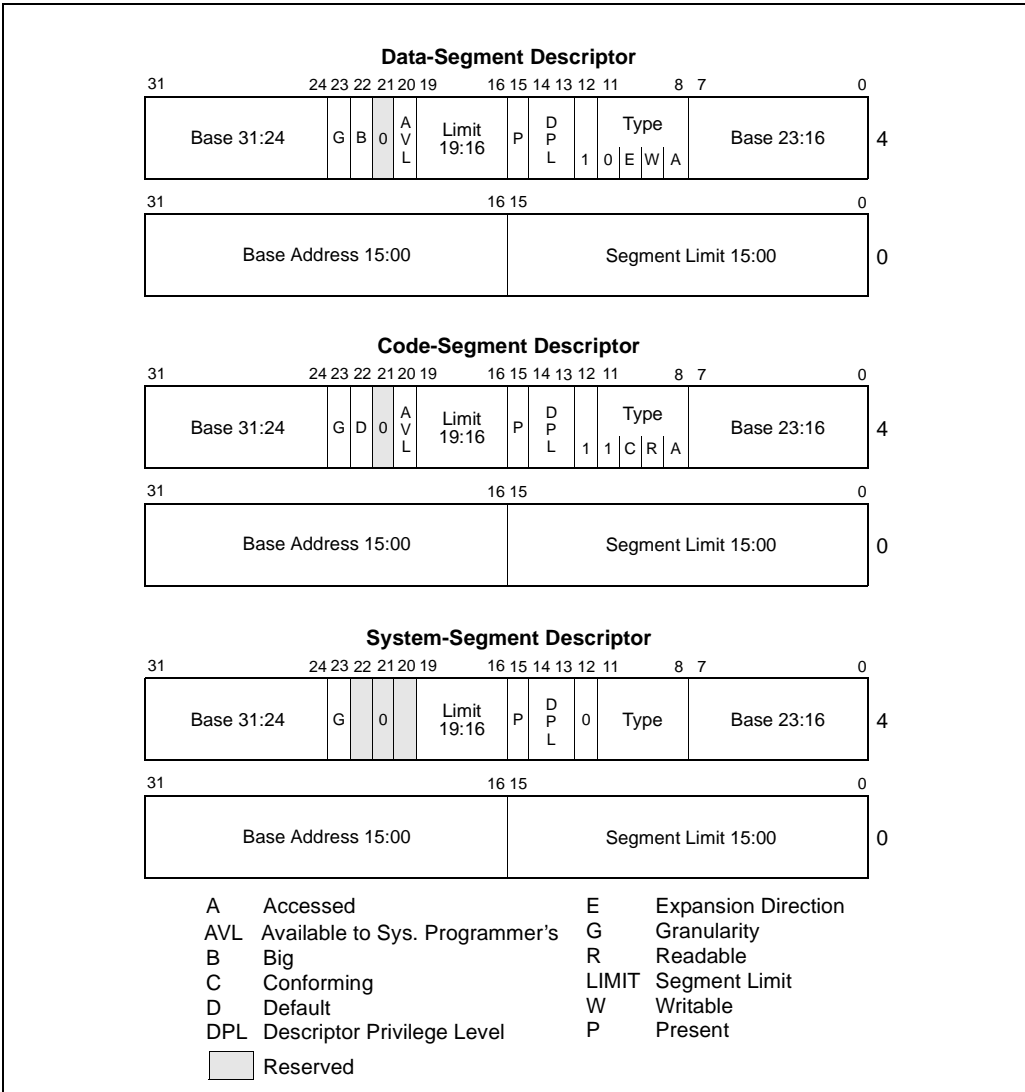 Data-Segment Descriptor
31 24 23 22 21 20 19 16 15 14 13 12 11 8 7 0
Base 31:24 G B 0 AVL Limit 19:16 P DPL Type 1 0 E W A Base 23:16 4
31 16 15 0
Base Address 15:00 Segment Limit 15:00 0
Code-Segment Descriptor
31 24 23 22 21 20 19 16 15 14 13 12 11 8 7 0
Base 31:24 G D 0 AVL Limit 19:16 P DPL Type 1 1 C R A Base 23:16 4
31 16 15 0
Base Address 15:00 Segment Limit 15:00 0
System-Segment Descriptor
31 24 23 22 21 20 19 16 15 14 13 12 11 8 7 0
Base 31:24 G 0 Limit 19:16 P DPL 0 Type Base 23:16 4
31 16 15 0
Base Address 15:00 Segment Limit 15:00 0
A Accessed
AVL Available to Sys. Programmer's
B Big
C Conforming
D Default
DPL Descriptor Privilege Level
Reserved
E Expansion Direction
G Granularity
R Readable
LIMIT Segment Limit
W Writable
P Present